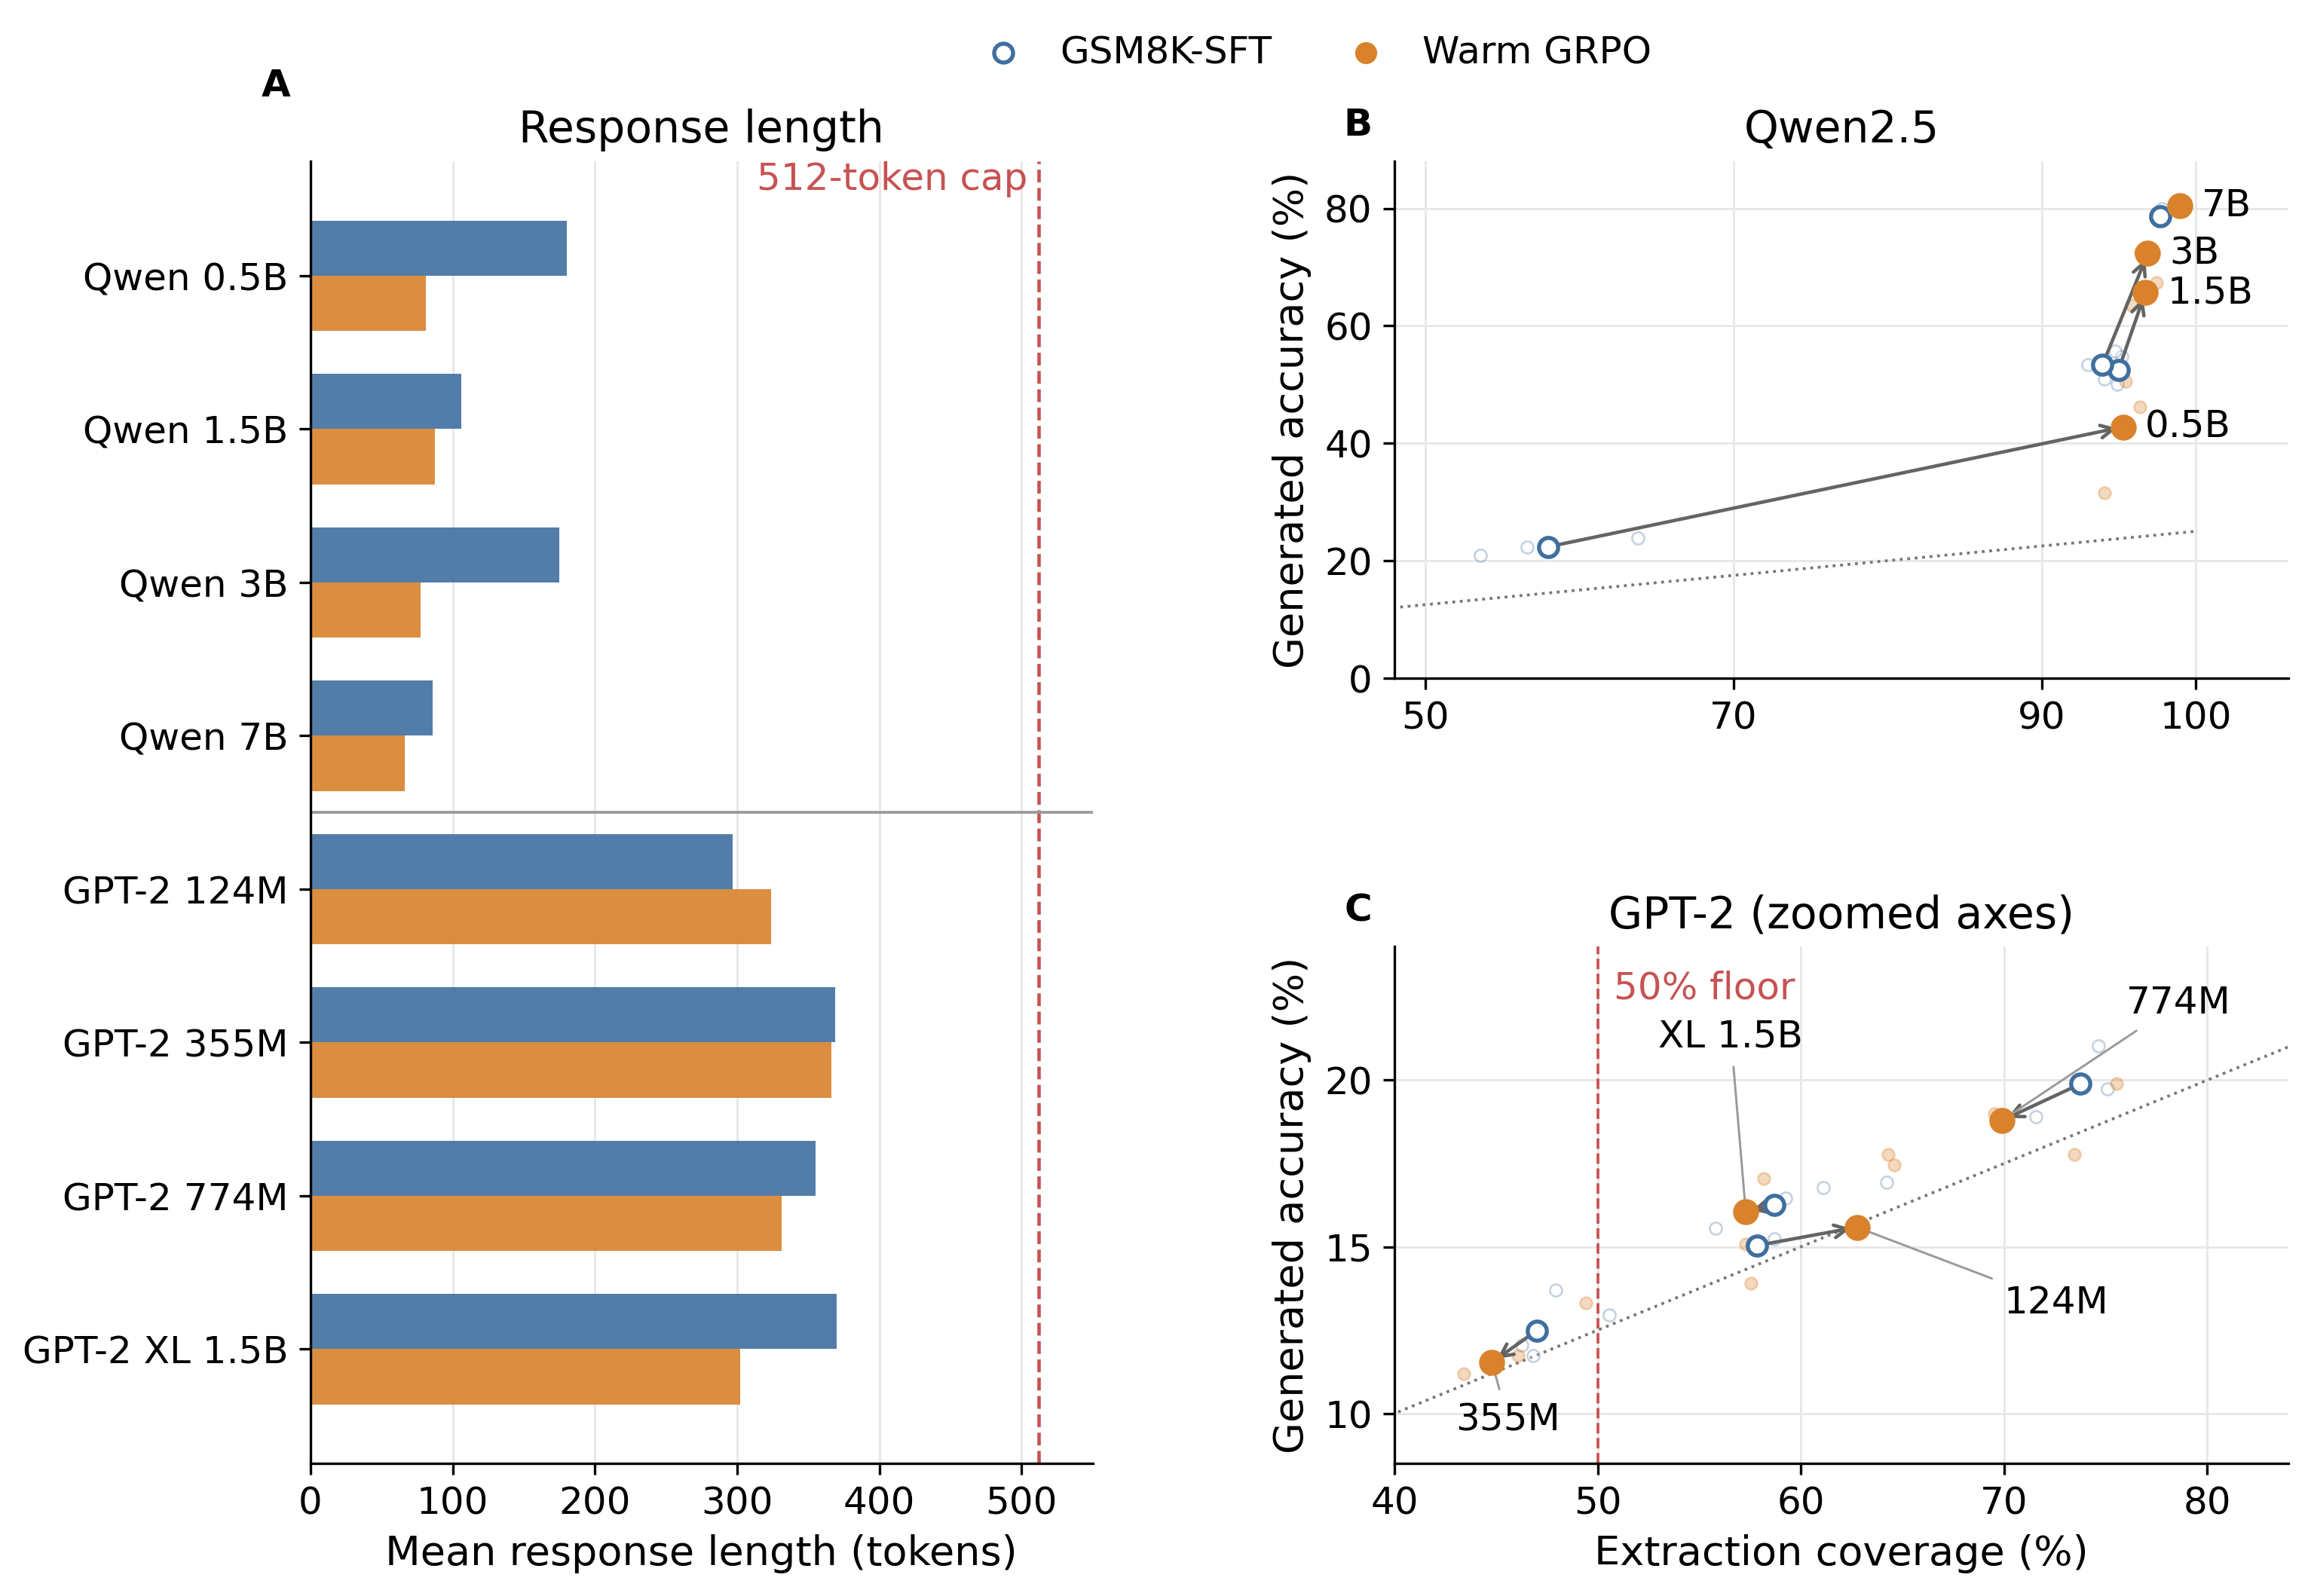 GSM8K-SFT
Warm GRPO
A
Response length
512-token cap
Qwen 0.5B
Qwen 1.5B
Qwen 3B
Qwen 7B
GPT-2 124M
GPT-2 355M
GPT-2 774M
GPT-2 XL 1.5B
0 100 200 300 400 500
Mean response length (tokens)
B
Qwen2.5
Generated accuracy (%)
80
60
40
20
0
7B
3B
1.5B
0.5B
50 70 90 100
C
GPT-2 (zoomed axes)
Generated accuracy (%)
20
15
10
50% floor
XL 1.5B
774M
124M
355M
40 50 60 70 80
Extraction coverage (%)